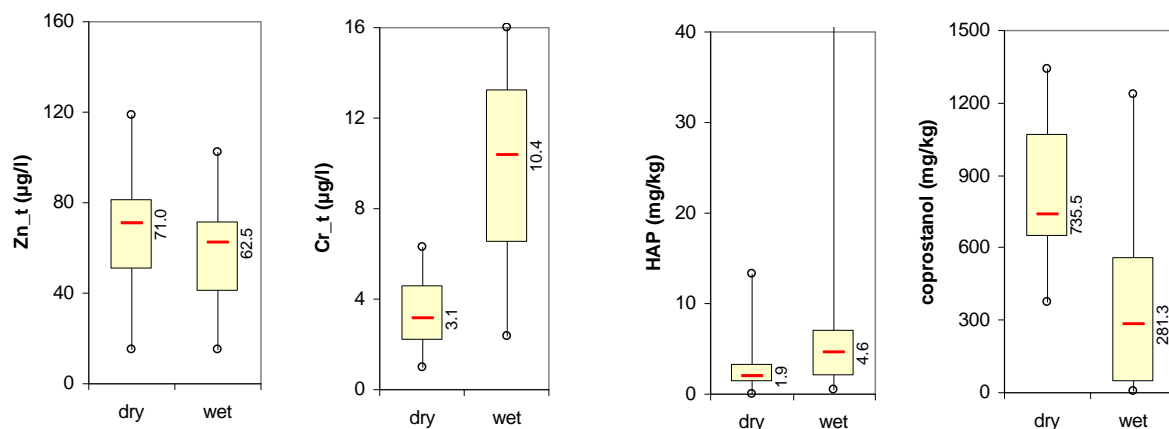 Zn_t (µg/l)
160
120
80
40
0
71.0
62.5
dry
wet
Cr_t (µg/l)
16
12
8
4
0
3.1
10.4
dry
wet
HAP (mg/kg)
40
30
20
10
0
1.9
4.6
dry
wet
coprostanol (mg/kg)
1500
1200
900
600
300
0
735.5
281.3
dry
wet